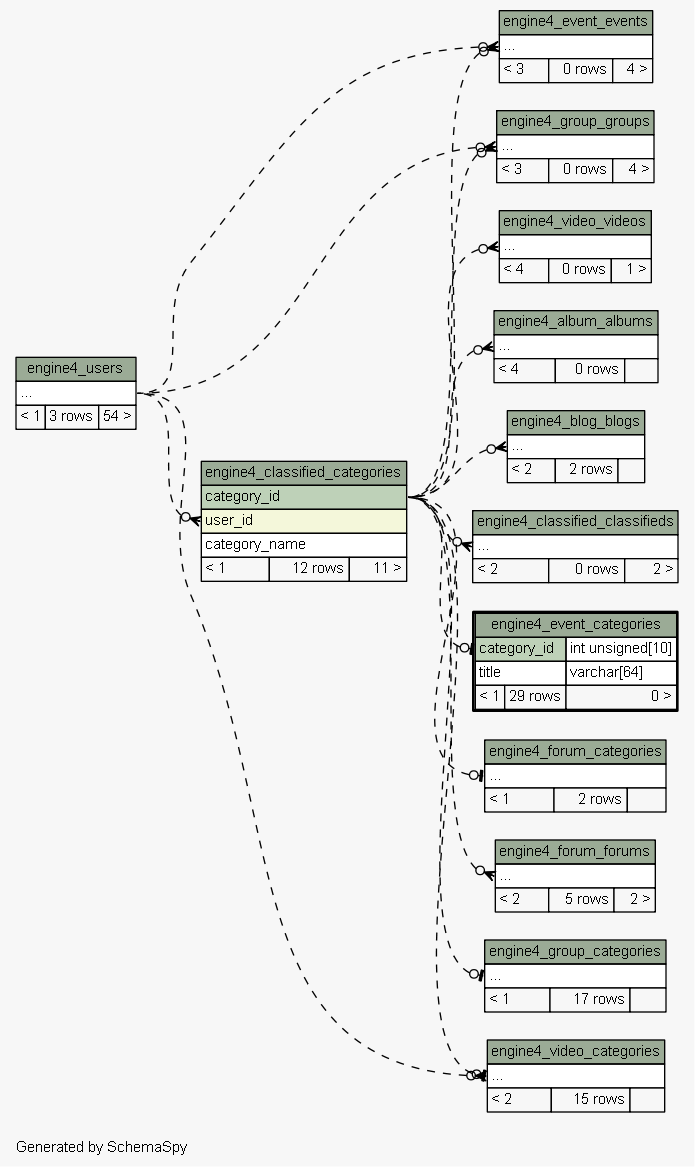 engine4_event_events
...
< 3 0 rows 4 >
engine4_group_groups
...
< 3 0 rows 4 >
engine4_video_videos
...
< 4 0 rows 1 >
engine4_album_albums
...
< 4 0 rows
engine4_users
...
< 1 3 rows 54 >
engine4_blog_blogs
...
< 2 2 rows
engine4_classified_categories
category_id
user_id
category_name
< 1 12 rows 11 >
engine4_classified_classifieds
...
< 2 0 rows 2 >
engine4_event_categories
category_id int unsigned[10]
title varchar[64]
< 1 29 rows 0 >
engine4_forum_categories
...
< 1 2 rows
engine4_forum_forums
...
< 2 5 rows 2 >
engine4_group_categories
...
< 1 17 rows
engine4_video_categories
...
< 2 15 rows
Generated by SchemaSpy